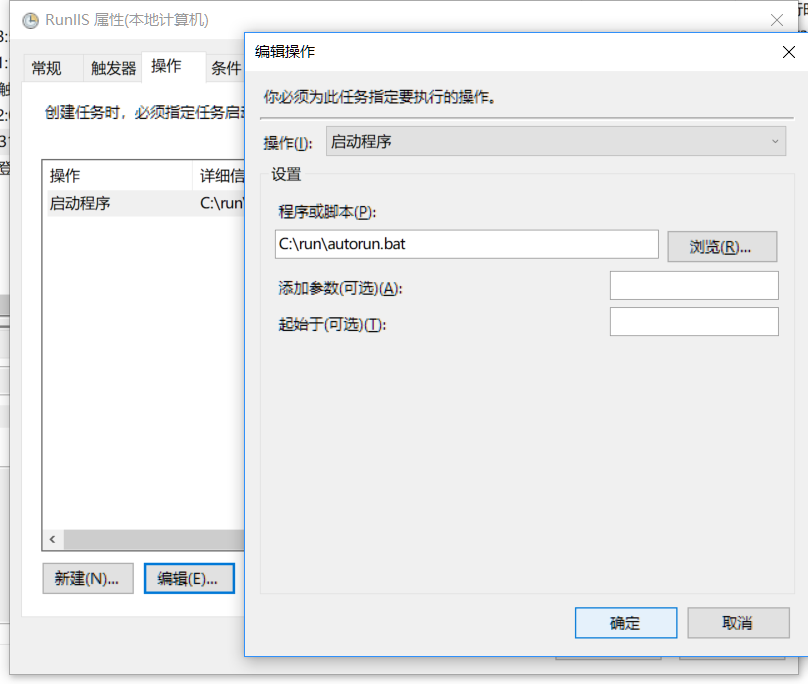 RunIIS 属性(本地计算机)
常规 触发器 操作 条件
创建任务时，必须指定任务启动
操作 详细信
启动程序 C:\run\
新建(N)... 编辑(E)...
编辑操作
你必须为此任务指定要执行的操作。
操作(I): 启动程序
设置
程序或脚本(P):
C:\run\autorun.bat 浏览(R)...
添加参数(可选)(A):
起始于(可选)(T):
确定 取消